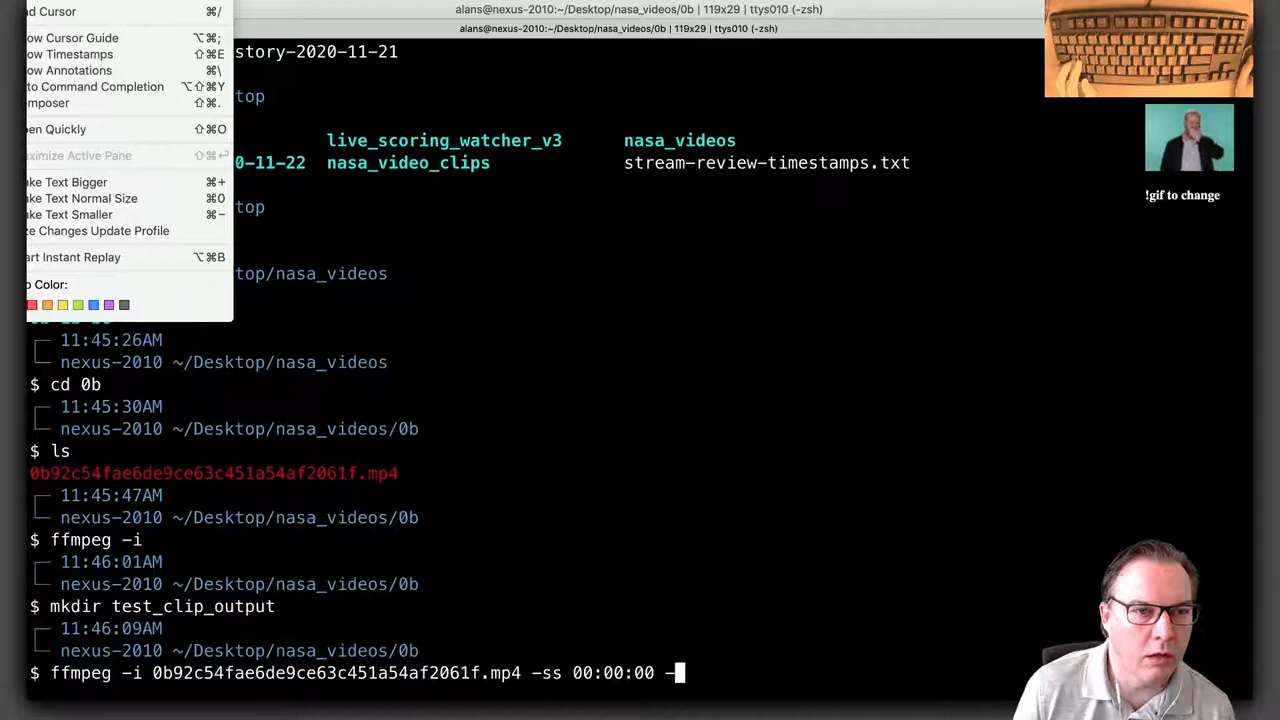 alans@nexus-2010:~/Desktop/nasa_videos/0b | 119x29 | ttys010 (-zsh)
alans@nexus-2010:~/Desktop/nasa_videos/0b | 119x29 | ttys010 (-zsh)
nd Cursor ⌘/
ow Cursor Guide ⌥⌘;
ow Timestamps ⇧⌘E
ow Annotations ⌘\
to Command Completion ⌥⇧⌘Y
mposer ⇧⌘.
en Quickly ⇧⌘O
ximize Active Pane ⇧⌘⏎
ke Text Bigger ⌘+
ke Text Normal Size ⌘0
ke Text Smaller ⌘−
ze Changes Update Profile
art Instant Replay ⌥⌘B
b Color:
story-2020-11-21
top
live_scoring_watcher_v3 nasa_videos
0-11-22 nasa_video_clips stream-review-timestamps.txt
top
top/nasa_videos
11:45:26AM
nexus-2010 ~/Desktop/nasa_videos
$ cd 0b
11:45:30AM
nexus-2010 ~/Desktop/nasa_videos/0b
$ ls
0b92c54fae6de9ce63c451a54af2061f.mp4
11:45:47AM
nexus-2010 ~/Desktop/nasa_videos/0b
$ ffmpeg -i
11:46:01AM
nexus-2010 ~/Desktop/nasa_videos/0b
$ mkdir test_clip_output
11:46:09AM
nexus-2010 ~/Desktop/nasa_videos/0b
$ ffmpeg -i 0b92c54fae6de9ce63c451a54af2061f.mp4 -ss 00:00:00 -
!gif to change